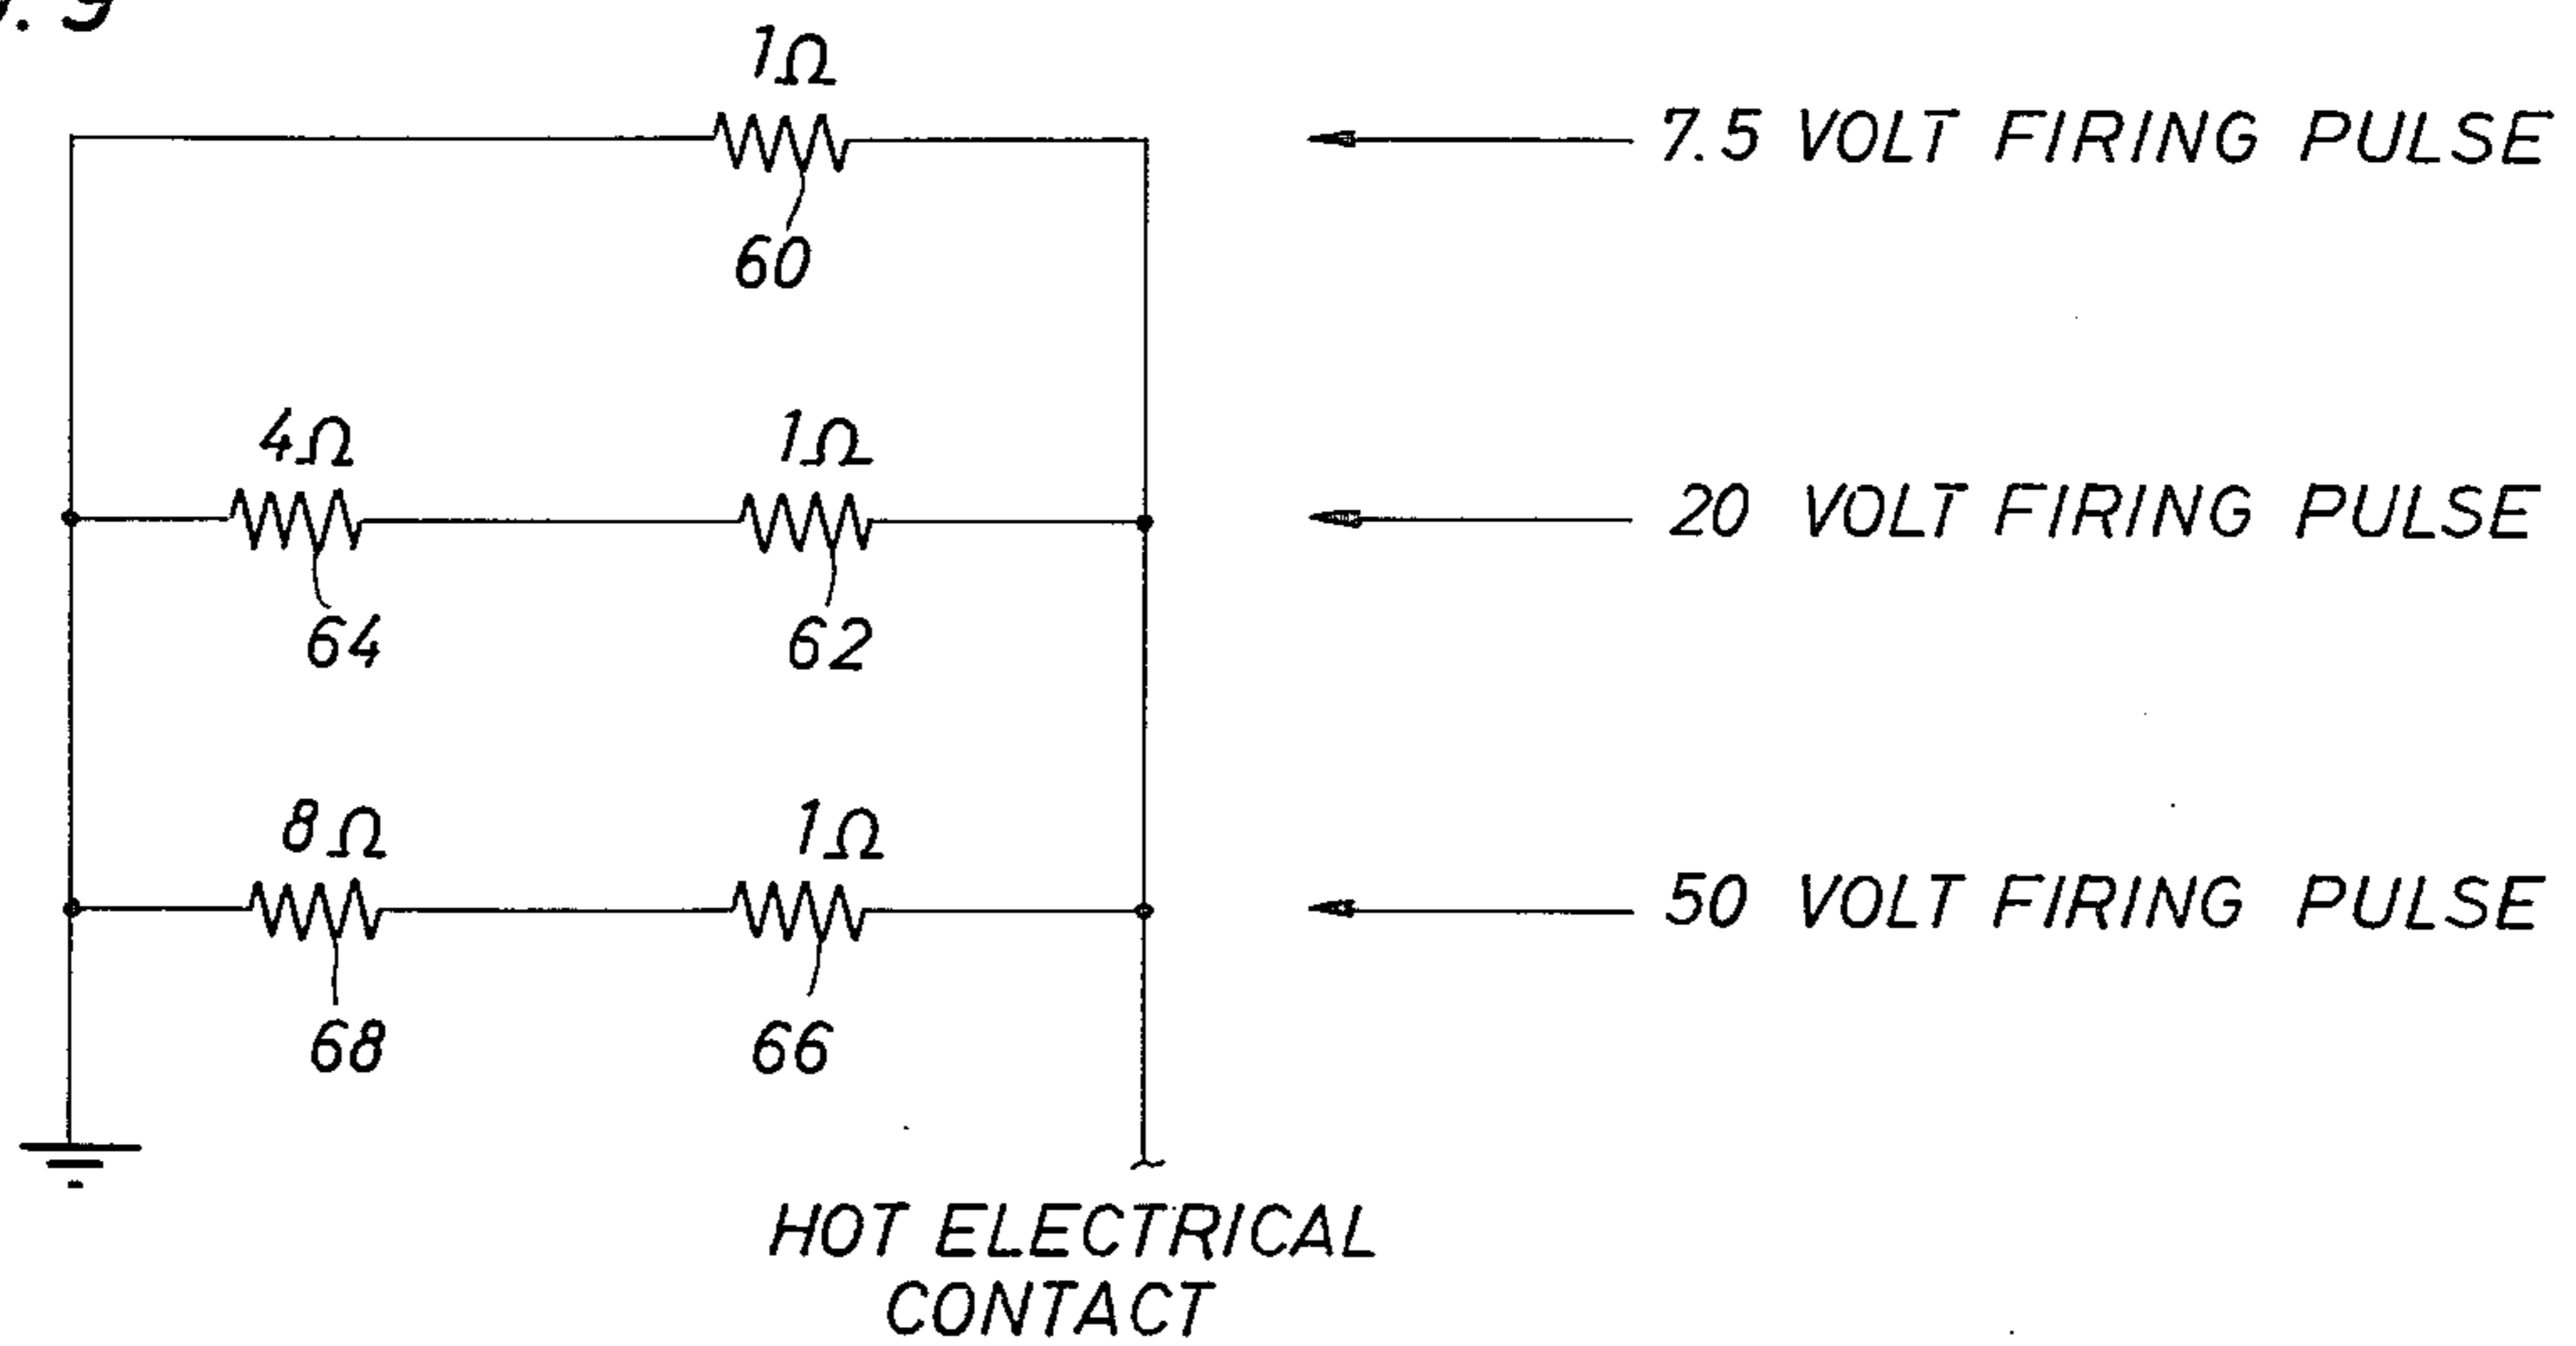 . 9
1Ω
7.5 VOLT FIRING PULSE
60
4Ω
1Ω
20 VOLT FIRING PULSE
64
62
8Ω
1Ω
50 VOLT FIRING PULSE
68
66
HOT ELECTRICAL
CONTACT